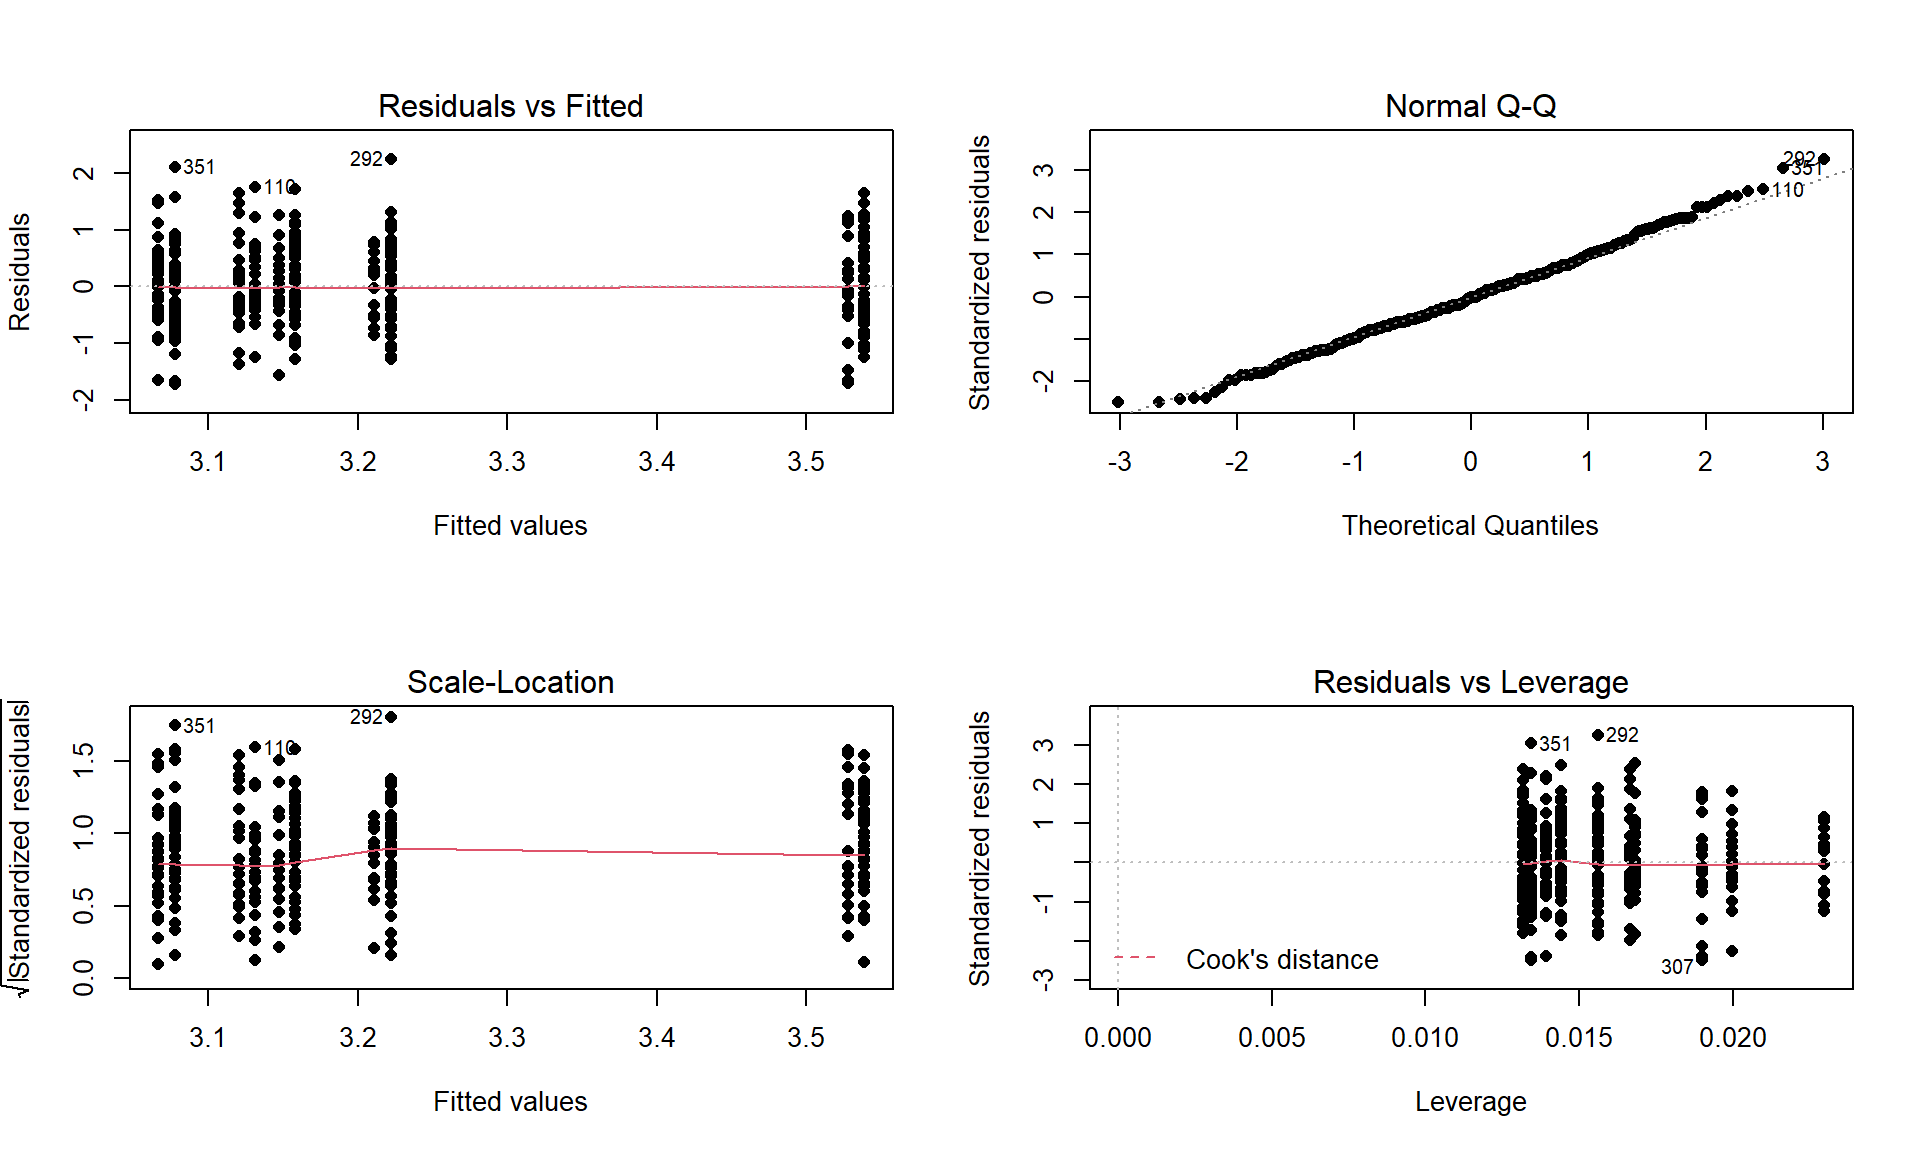 Residuals vs Fitted
Residuals
2
1
0
-1
-2
351
110
292
3.1 3.2 3.3 3.4 3.5
Fitted values
Normal Q-Q
Standardized residuals
3
2
1
0
-2
292
351
110
-3 -2 -1 0 1 2 3
Theoretical Quantiles
Scale-Location
√|Standardized residuals|
1.5
1.0
0.5
0.0
351
110
292
3.1 3.2 3.3 3.4 3.5
Fitted values
Residuals vs Leverage
Standardized residuals
3
2
1
-1
-3
351
292
307
Cook's distance
0.000 0.005 0.010 0.015 0.020
Leverage